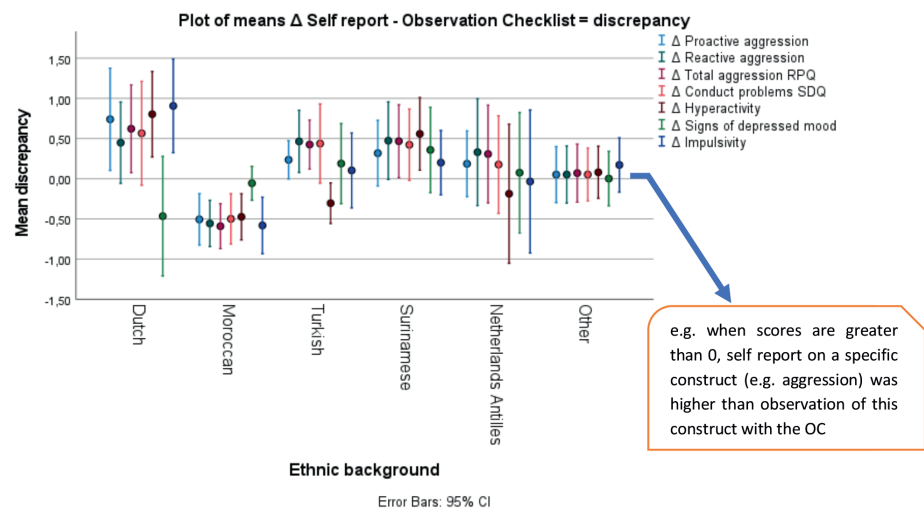 Plot of means Δ Self report - Observation Checklist = discrepancy
Δ Proactive aggression
Δ Reactive aggression
Δ Total aggression RPQ
Δ Conduct problems SDQ
Δ Hyperactivity
Δ Signs of depressed mood
Δ Impulsivity
Mean discrepancy
1,50
1,00
0,50
0,00
-0,50
-1,00
-1,50
Dutch
Moroccan
Turkish
Surinamese
Netherlands Antilles
Other
Ethnic background
Error Bars: 95% CI
e.g. when scores are greater
than 0, self report on a specific
construct (e.g. aggression) was
higher than observation of this
construct with the OC